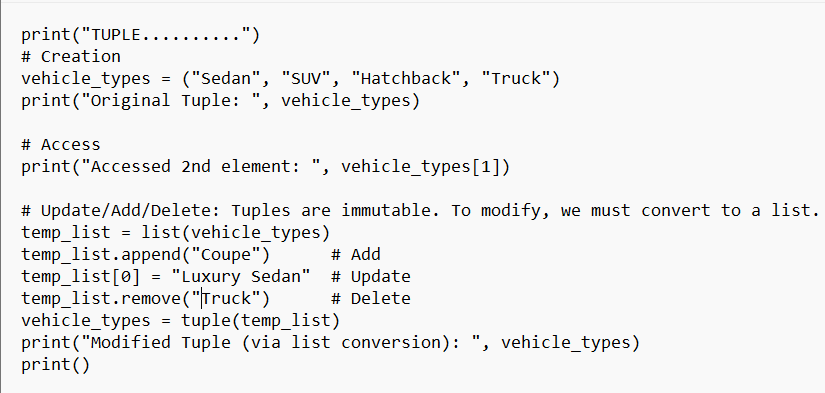 print("TUPLE..........")
# Creation
vehicle_types = ("Sedan", "SUV", "Hatchback", "Truck")
print("Original Tuple: ", vehicle_types)

# Access
print("Accessed 2nd element: ", vehicle_types[1])

# Update/Add/Delete: Tuples are immutable. To modify, we must convert to a list.
temp_list = list(vehicle_types)
temp_list.append("Coupe")      # Add
temp_list[0] = "Luxury Sedan"  # Update
temp_list.remove("Truck")      # Delete
vehicle_types = tuple(temp_list)
print("Modified Tuple (via list conversion): ", vehicle_types)
print()